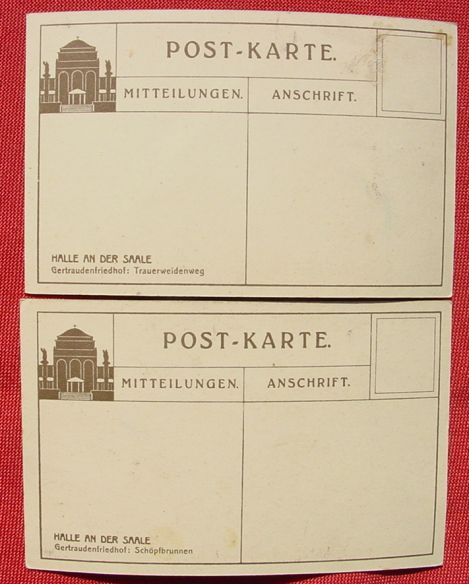 POST-KARTE.
MITTEILUNGEN. ANSCHRIFT.
HALLE AN DER SAALE
Gertraudenfriedhof: Trauerweidenweg
POST-KARTE.
MITTEILUNGEN. ANSCHRIFT.
HALLE AN DER SAALE
Gertraudenfriedhof: Schöpfbrunnen